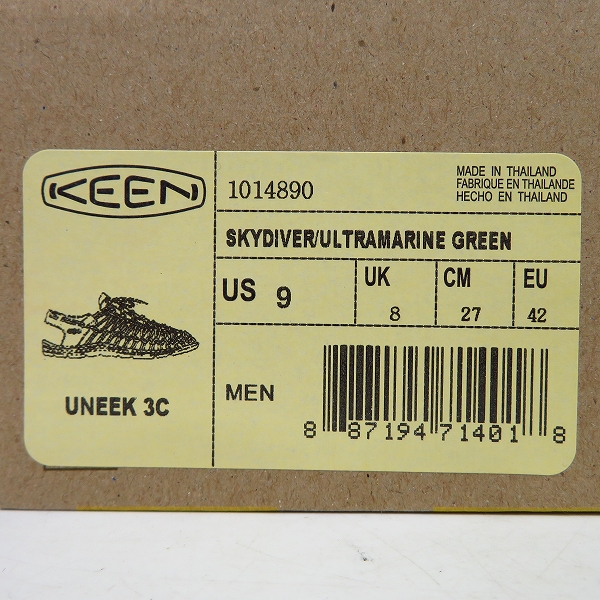 KEEN
1014890
MADE IN THAILAND
FABRIQUE EN THAILANDE
HECHO EN THAILAND
SKYDIVER/ULTRAMARINE GREEN
US 9
UK 8
CM 27
EU 42
UNEEK 3C
MEN
8 87194 71401 8